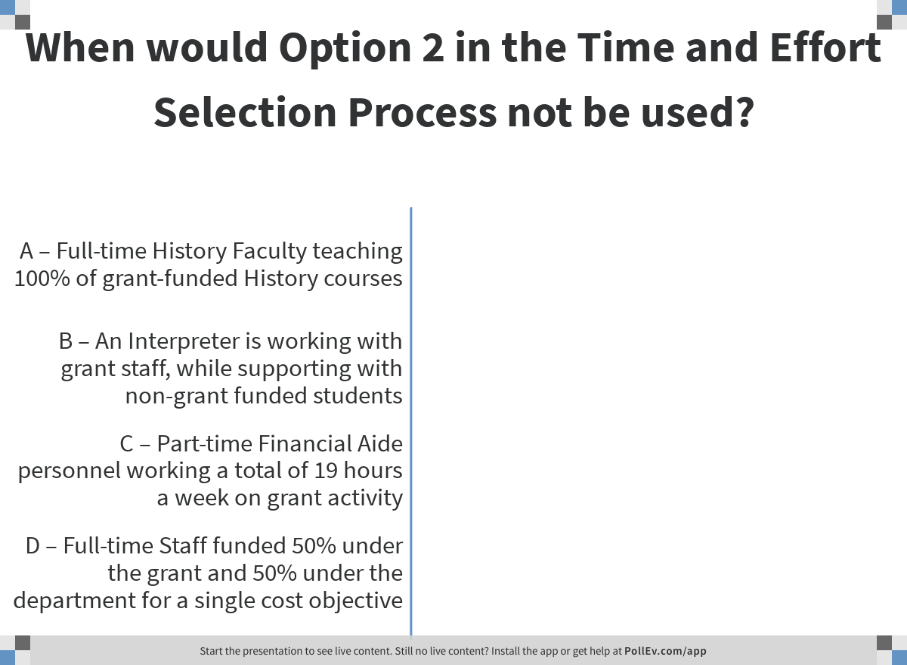 When would Option 2 in the Time and Effort
Selection Process not be used?
A – Full-time History Faculty teaching
100% of grant-funded History courses
B – An Interpreter is working with
grant staff, while supporting with
non-grant funded students
C – Part-time Financial Aide
personnel working a total of 19 hours
a week on grant activity
D – Full-time Staff funded 50% under
the grant and 50% under the
department for a single cost objective
Start the presentation to see live content. Still no live content? Install the app or get help at PollEv.com/app